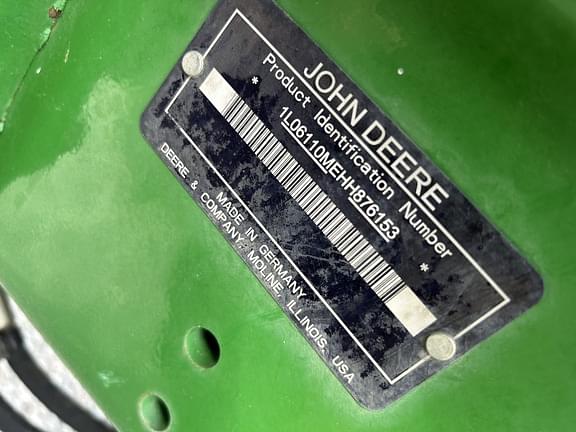 JOHN DEERE
Product Identification Number
* 1L06110MEHH876153 *
MADE IN GERMANY
DEERE & COMPANY, MOLINE, ILLINOIS, USA